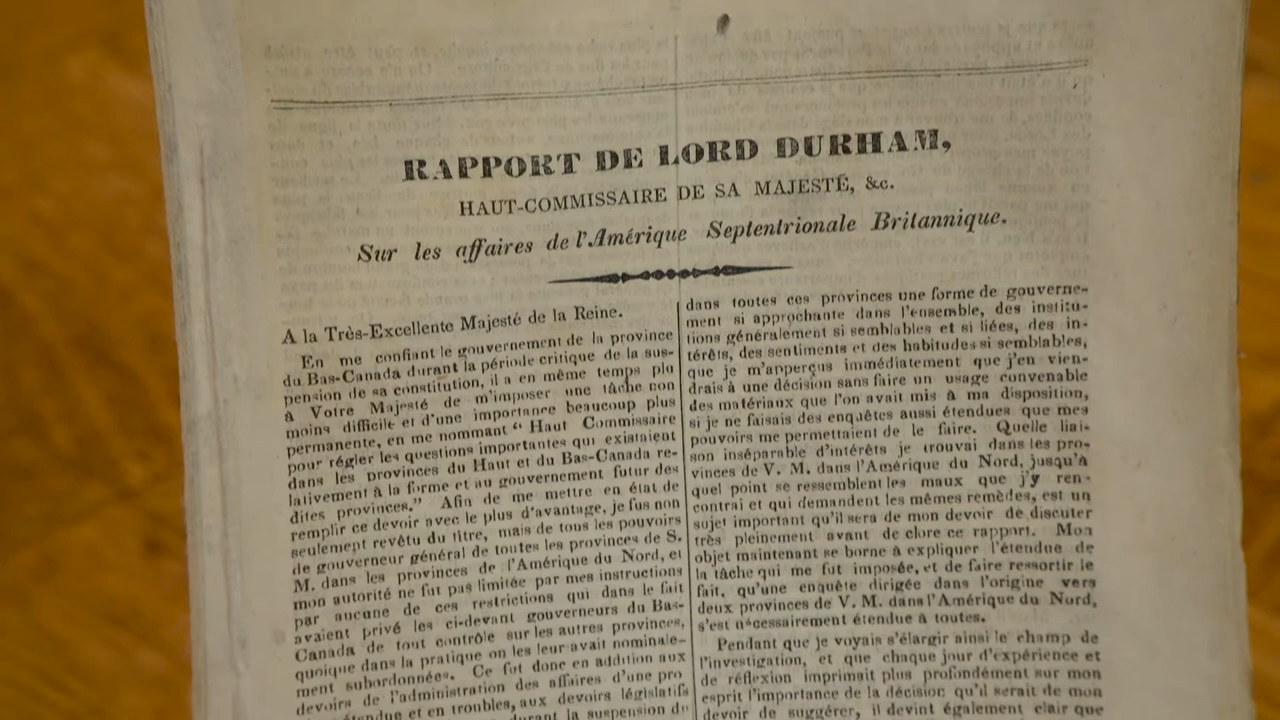 RAPPORT DE LORD DURHAM,
HAUT-COMMISSAIRE DE SA MAJESTÉ, &c.
Sur les affaires de l'Amérique Septentrionale Britannique.
A la Très-Excellente Majesté de la Reine.
En me confiant le gouvernement de la province
du Bas-Canada durant la période critique de la sus-
pension de sa constitution, il a en même temps plu
à Votre Majesté de m'imposer une tâche non
moins difficile et d'une importance beaucoup plus
permanente, en me nommant " Haut Commissaire
pour régler les questions importantes qui existaient
dans les provinces du Haut et du Bas-Canada re-
lativement à la forme et au gouvernement futur des
dites provinces." Afin de me mettre en état de
remplir ce devoir avec le plus d'avantage, je fus non
seulement revêtu du titre, mais de tous les pouvoirs
de gouverneur général de toutes les provinces de S.
M. dans les provinces de l'Amérique du Nord, et
mon autorité ne fut pas limitée par mes instructions
par aucune de ces restrictions qui dans le fait
avaient privé les ci-devant gouverneurs du Bas-
Canada de tout contrôle sur les autres provinces,
quoique dans la pratique on les leur avait nominale-
ment subordonnées. Ce fut donc en addition aux
devoirs de l'administration des affaires d'une pro
et en troubles, aux devoirs législatifs
durant la suspension du
dans toutes ces provinces une forme de gouverne-
ment si approchante dans l'ensemble, des institu-
tions généralement si semblables et si liées, des in-
térêts, des sentiments et des habitudes si semblables,
que je m'apperçus immédiatement que j'en vien-
drais à une décision sans faire un usage convenable
des matériaux que l'on avait mis à ma disposition,
si je ne faisais des enquêtes aussi étendues que mes
pouvoirs me permettaient de le faire. Quelle liai-
son inséparable d'intérêts je trouvai dans les pro-
vinces de V. M. dans l'Amérique du Nord, jusqu'à
quel point se ressemblent les maux que j'y ren-
contrai et qui demandent les mêmes remèdes, est un
sujet important qu'il sera de mon devoir de discuter
très pleinement avant de clore ce rapport. Mon
objet maintenant se borne à expliquer l'étendue de
la tâche qui me fut imposée, et de faire ressortir le
fait, qu'une enquête dirigée dans l'origine vers
deux provinces de V. M. dans l'Amérique du Nord,
s'est nécessairement étendue à toutes.
Pendant que je voyais s'élargir ainsi le champ de
l'investigation, et que chaque jour d'expérience et
de réflexion imprimait plus profondément sur mon
esprit l'importance de la décision qu'il serait de mon
devoir de suggérer, il devint également clair que